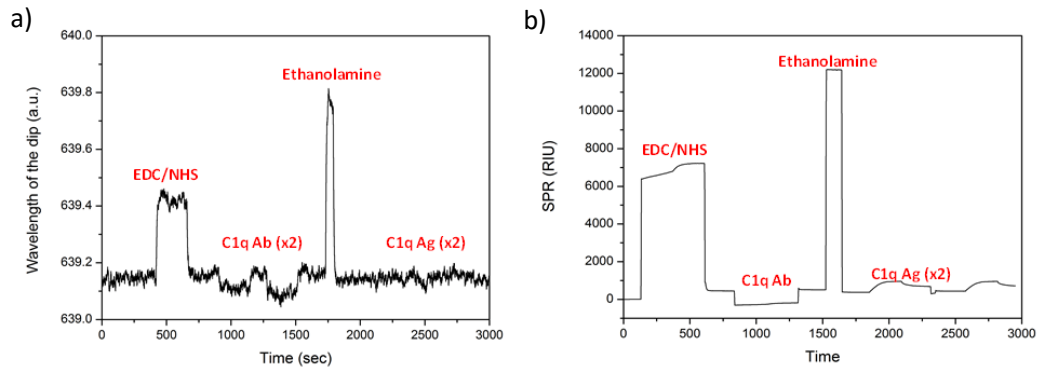 a)
640.0
639.8
639.6
639.4
639.2
639.0
0
500
1000
1500
2000
2500
3000
Wavelength of the dip (a.u.)
Time (sec)
EDC/NHS
C1q Ab (x2)
Ethanolamine
C1q Ag (x2)
b)
14000
12000
10000
8000
6000
4000
2000
0
0
500
1000
1500
2000
2500
3000
SPR (RIU)
Time
EDC/NHS
C1q Ab
Ethanolamine
C1q Ag (x2)